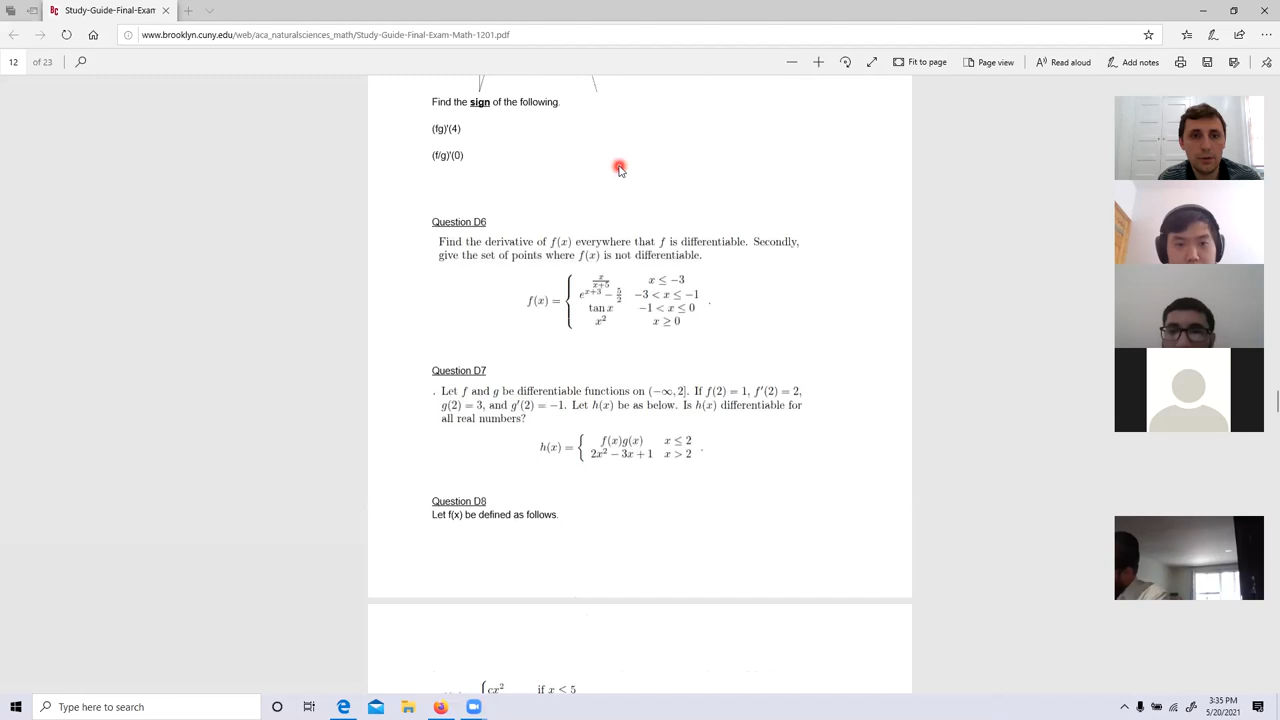 Study-Guide-Final-Exam
www.brooklyn.cuny.edu/web/aca_naturalsciences_math/Study-Guide-Final-Exam-Math-1201.pdf
12 of 23
Fit to page
Page view
Read aloud
Add notes
Find the sign of the following.
(fg)'(4)
(f/g)'(0)
Question D6
Find the derivative of f(x) everywhere that f is differentiable. Secondly,
give the set of points where f(x) is not differentiable.
f(x) = { x/(x+5) x ≤ −3
e^{x+3} − 5/2 −3 < x ≤ −1
tan x −1 < x ≤ 0
x² x ≥ 0 .
Question D7
. Let f and g be differentiable functions on (−∞, 2]. If f(2) = 1, f′(2) = 2,
g(2) = 3, and g′(2) = −1. Let h(x) be as below. Is h(x) differentiable for
all real numbers?
h(x) = { f(x)g(x) x ≤ 2
2x² − 3x + 1 x > 2 .
Question D8
Let f(x) be defined as follows.
cx² if x ≤ 5
Type here to search
3:35 PM
5/20/2021